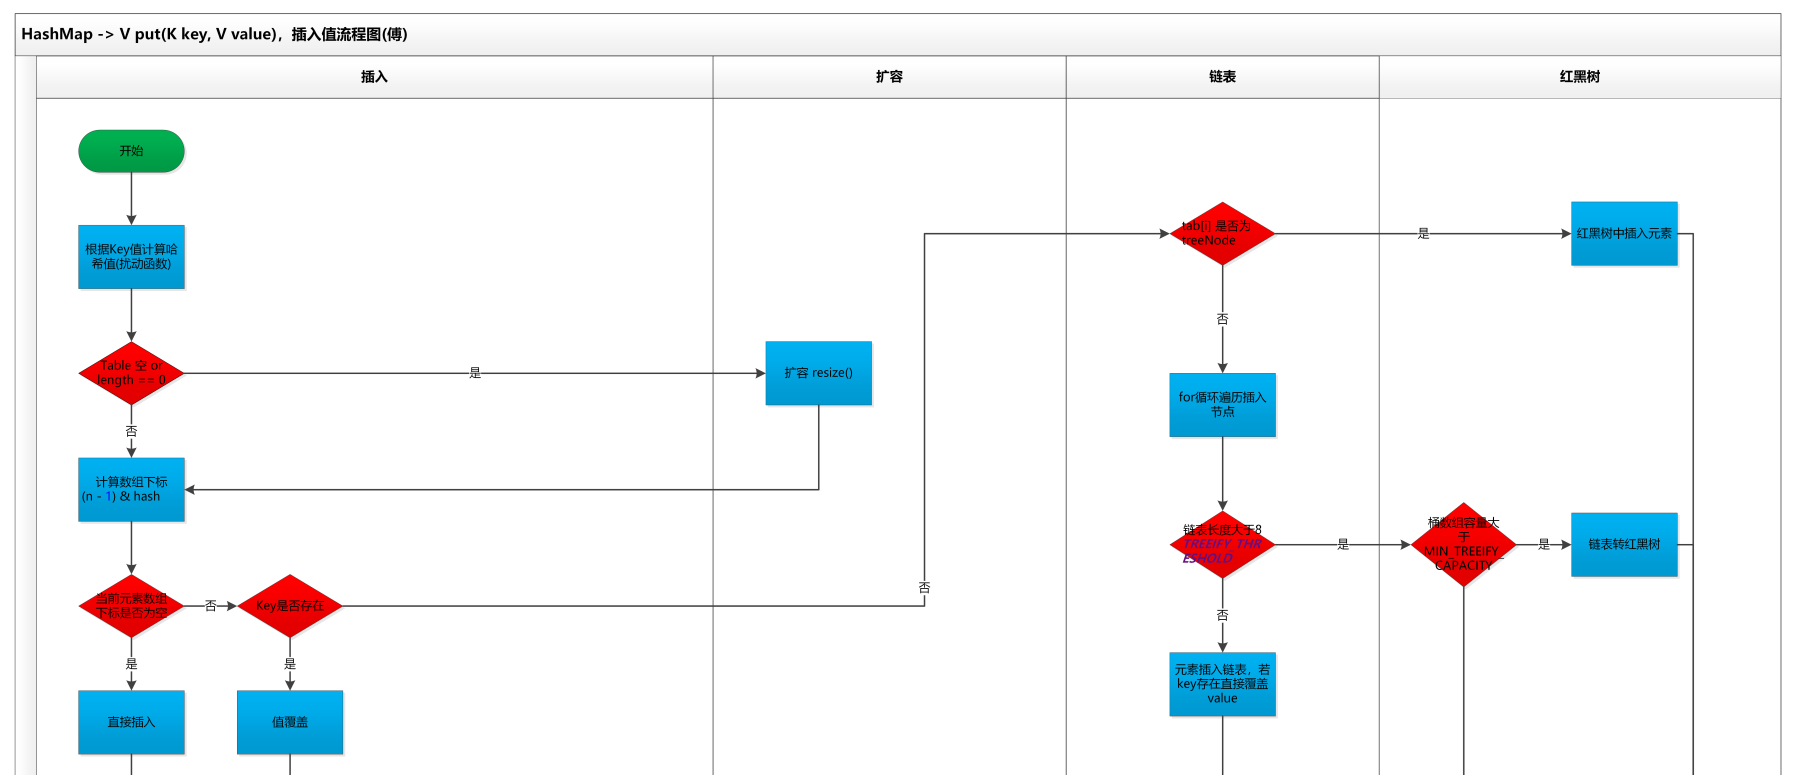 HashMap -> V put(K key, V value)，插入值流程图(傅)
插入
扩容
链表
红黑树
开始
根据Key值计算哈
希值(扰动函数)
Table 空 or
length == 0
是
扩容 resize()
否
计算数组下标
(n - 1) & hash
当前元素数组
下标是否为空
否
Key是否存在
否
是
直接插入
是
值覆盖
tab[i] 是否为
treeNode
是
红黑树中插入元素
否
for循环遍历插入
节点
链表长度大于8
TREEIFY_THR
ESHOLD
是
桶数组容量大
于
MIN_TREEIFY_
CAPACITY
是
链表转红黑树
否
元素插入链表，若
key存在直接覆盖
value